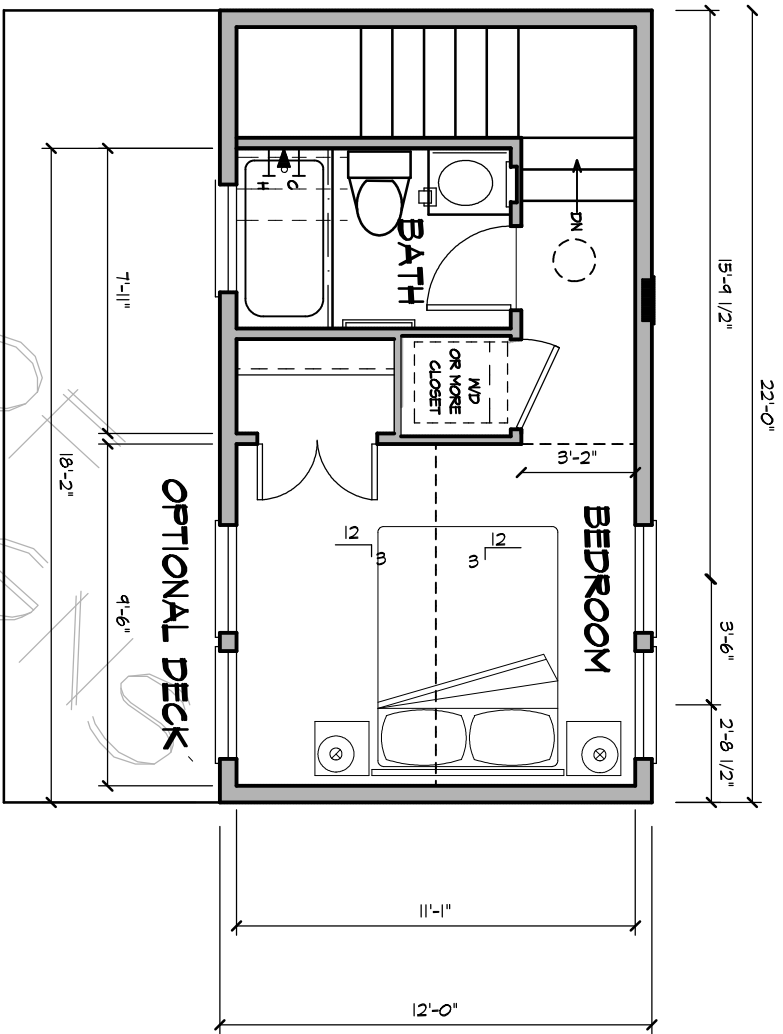 22'-0"
15'-9 1/2"
3'-6"
2'-8 1/2"
DN
BEDROOM
3'-2"
BATH
W/D
OR MORE
CLOSET
C
H
12
3
12
3
OPTIONAL DECK
7'-11"
9'-6"
18'-2"
11'-1"
12'-0"